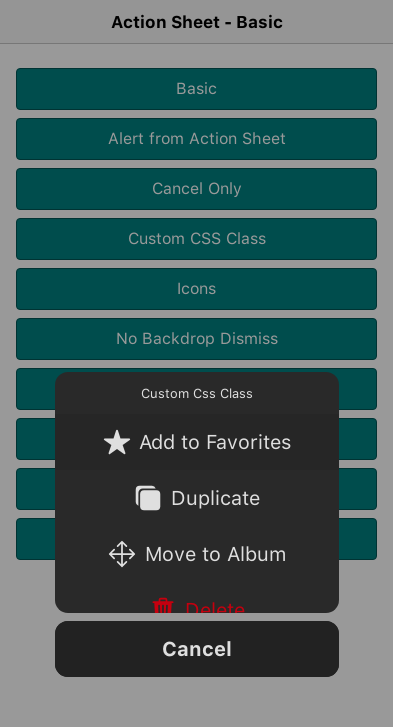 Action Sheet - Basic
Basic
Alert from Action Sheet
Cancel Only
Custom CSS Class
Icons
No Backdrop Dismiss
Custom Css Class
Add to Favorites
Duplicate
Move to Album
Delete
Cancel